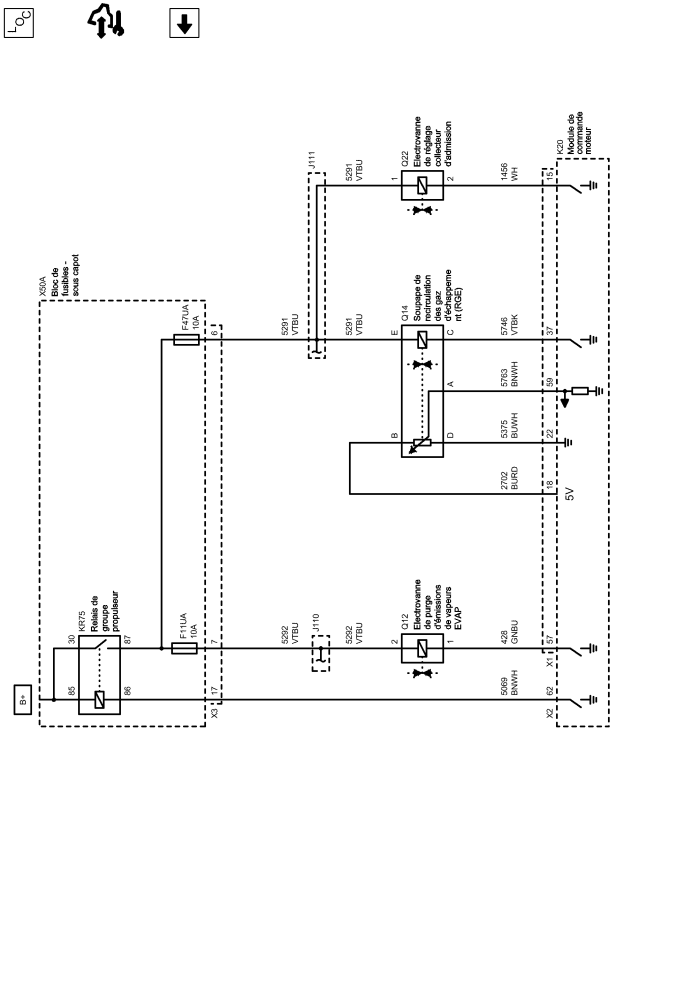 LOC
B+
X50A
Bloc de
fusibles -
sous capot
KR75
Relais de
groupe
propulseur
85
30
86
87
F11UA
10A
F47UA
10A
X3
17
7
6
5292
VTBU
5291
VTBU
J110
J111
5292
VTBU
5291
VTBU
5291
VTBU
Q12
Electrovanne
de purge
d'émissions
de vapeurs
EVAP
2
1
Q14
Soupape de
recirculation
des gaz
d'échappeme
nt (RGE)
B
E
D
A
C
Q22
Electrovanne
de réglage
collecteur
d'admission
1
2
5069
BNWH
428
GNBU
2702
BURD
5375
BUWH
5763
BNWH
5746
VTBK
1456
WH
X2
62
X1
57
18
22
59
37
15
5V
K20
Module de
commande
moteur